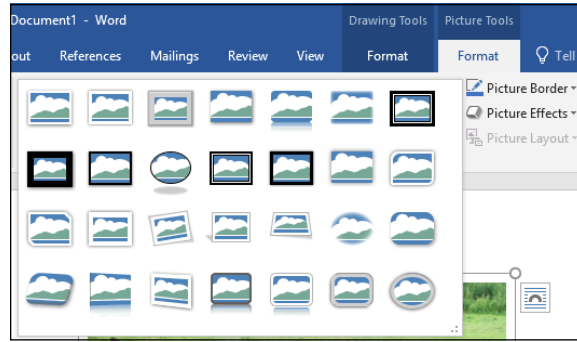 Document1 - Word
Drawing Tools
Picture Tools
out
References
Mailings
Review
View
Format
Format
Tell
Picture Border
Picture Effects
Picture Layout